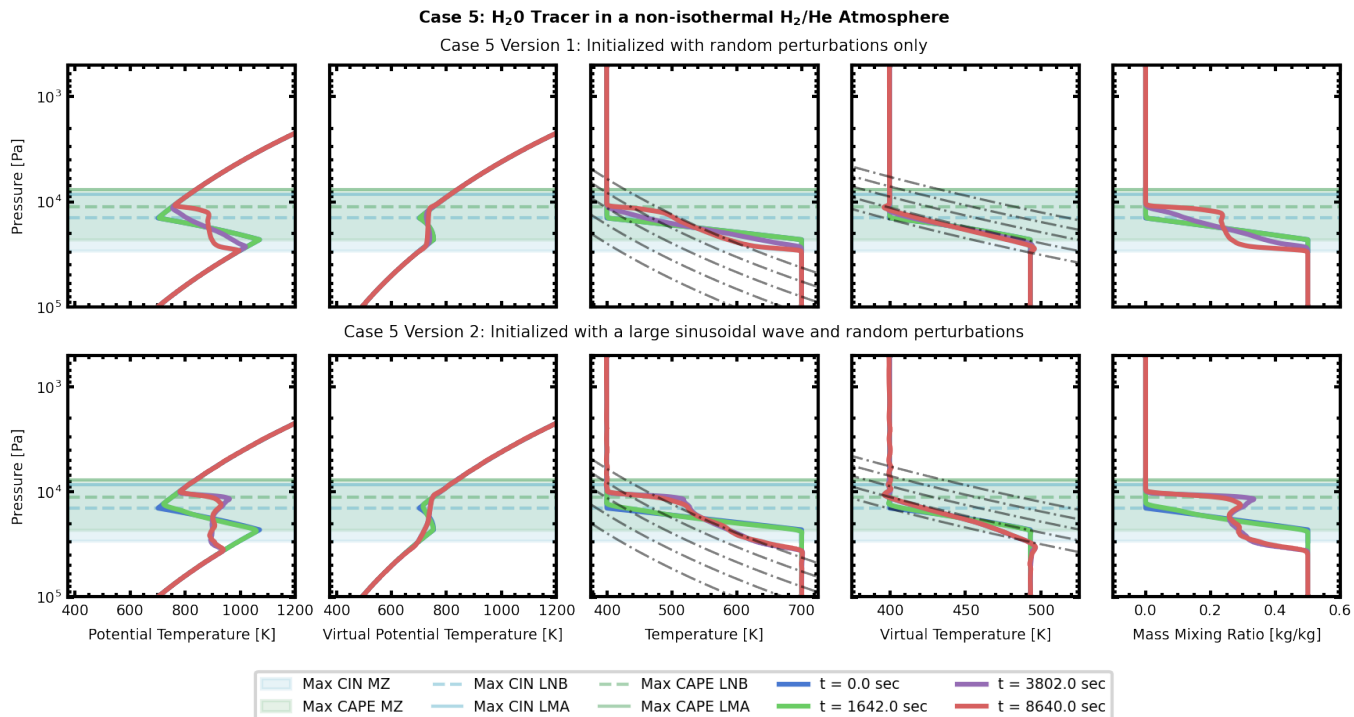 Case 5: H₂0 Tracer in a non-isothermal H₂/He Atmosphere
Case 5 Version 1: Initialized with random perturbations only
Pressure [Pa]
10³
10⁴
10⁵
Case 5 Version 2: Initialized with a large sinusoidal wave and random perturbations
Pressure [Pa]
10³
10⁴
10⁵
400 600 800 1000 1200
400 600 800 1000 1200
400 500 600 700
400 450 500
0.0 0.2 0.4 0.6
Potential Temperature [K]
Virtual Potential Temperature [K]
Temperature [K]
Virtual Temperature [K]
Mass Mixing Ratio [kg/kg]
Max CIN MZ
Max CAPE MZ
Max CIN LNB
Max CIN LMA
Max CAPE LNB
Max CAPE LMA
t = 0.0 sec
t = 1642.0 sec
t = 3802.0 sec
t = 8640.0 sec